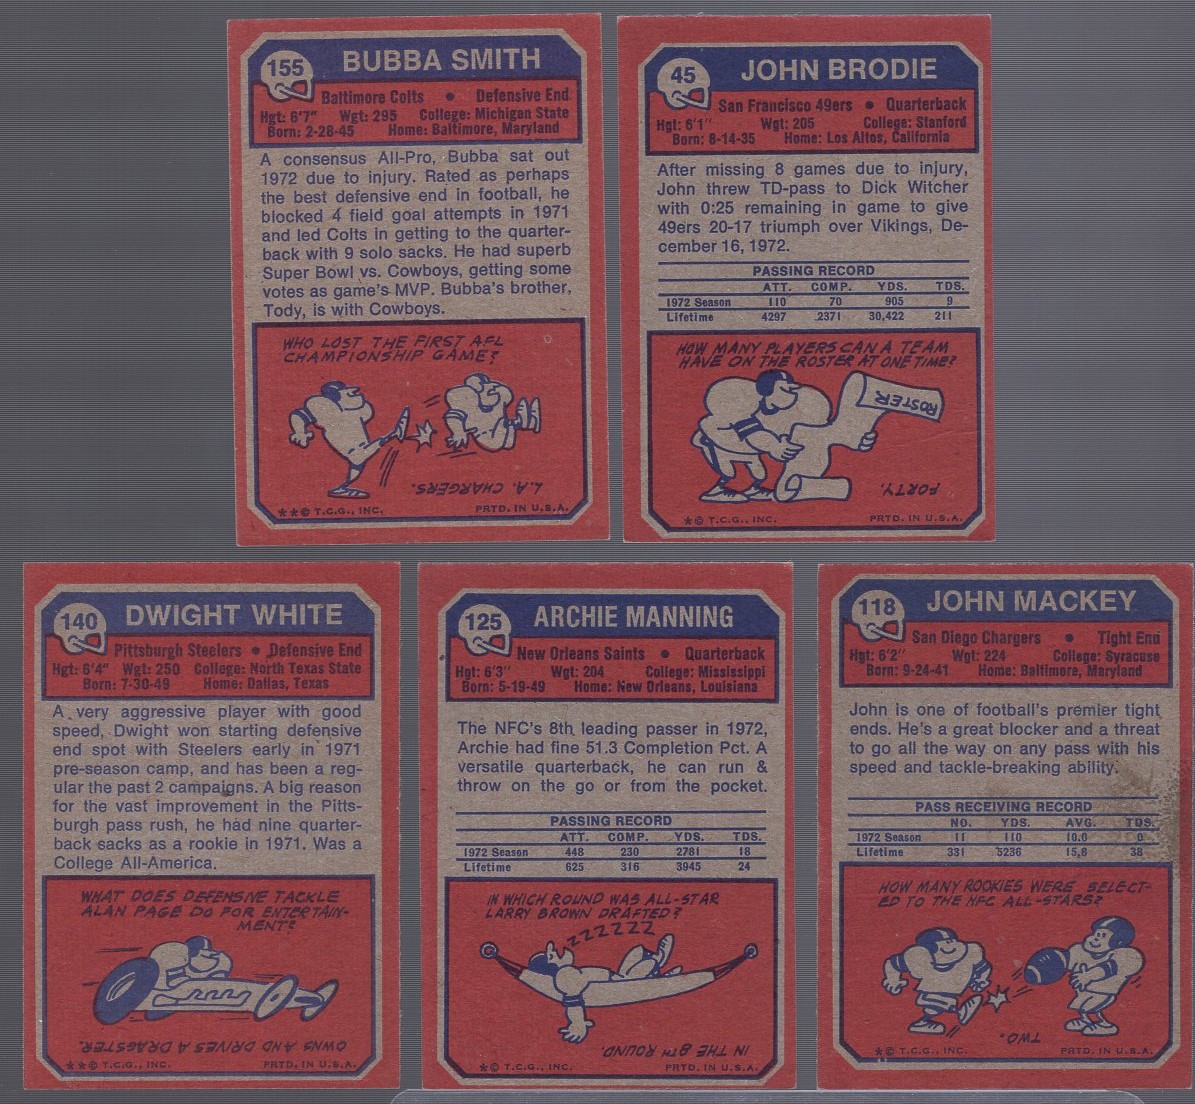 155
BUBBA SMITH
Baltimore Colts • Defensive End
Hgt: 6'7" Wgt: 295 College: Michigan State
Born: 2-28-45 Home: Baltimore, Maryland
A consensus All-Pro, Bubba sat out
1972 due to injury. Rated as perhaps
the best defensive end in football, he
blocked 4 field goal attempts in 1971
and led Colts in getting to the quarter-
back with 9 solo sacks. He had superb
Super Bowl vs. Cowboys, getting some
votes as game's MVP. Bubba's brother,
Tody, is with Cowboys.
WHO LOST THE FIRST AFL
CHAMPIONSHIP GAME?
L.A. CHARGERS.
**© T.C.G., INC. PRTD. IN U.S.A.
45
JOHN BRODIE
San Francisco 49ers • Quarterback
Hgt: 6'1" Wgt: 205 College: Stanford
Born: 8-14-35 Home: Los Altos, California
After missing 8 games due to injury,
John threw TD-pass to Dick Witcher
with 0:25 remaining in game to give
49ers 20-17 triumph over Vikings, De-
cember 16, 1972.
PASSING RECORD
ATT. COMP. YDS. TDS.
1972 Season 110 70 905 9
Lifetime 4297 2371 30,422 211
HOW MANY PLAYERS CAN A TEAM
HAVE ON THE ROSTER AT ONE TIME?
ROSTER
FORTY.
*© T.C.G., INC. PRTD. IN U.S.A.
140
DWIGHT WHITE
Pittsburgh Steelers • Defensive End
Hgt: 6'4" Wgt: 250 College: North Texas State
Born: 7-30-49 Home: Dallas, Texas
A very aggressive player with good
speed, Dwight won starting defensive
end spot with Steelers early in 1971
pre-season camp, and has been a reg-
ular the past 2 campaigns. A big reason
for the vast improvement in the Pitts-
burgh pass rush, he had nine quarter-
back sacks as a rookie in 1971. Was a
College All-America.
WHAT DOES DEFENSIVE TACKLE
ALAN PAGE DO FOR ENTERTAIN-
MENT?
OWNS AND DRIVES A DRAGSTER.
**© T.C.G., INC. PRTD. IN U.S.A.
125
ARCHIE MANNING
New Orleans Saints • Quarterback
Hgt: 6'3" Wgt: 204 College: Mississippi
Born: 5-19-49 Home: New Orleans, Louisiana
The NFC's 8th leading passer in 1972,
Archie had fine 51.3 Completion Pct. A
versatile quarterback, he can run &
throw on the go or from the pocket.
PASSING RECORD
ATT. COMP. YDS. TDS.
1972 Season 448 230 2781 18
Lifetime 625 316 3945 24
IN WHICH ROUND WAS ALL-STAR
LARRY BROWN DRAFTED?
ZZZZZZZ
IN THE 8TH ROUND.
*© T.C.G., INC. PRTD. IN U.S.A.
118
JOHN MACKEY
San Diego Chargers • Tight End
Hgt: 6'2" Wgt: 224 College: Syracuse
Born: 9-24-41 Home: Baltimore, Maryland
John is one of football's premier tight
ends. He's a great blocker and a threat
to go all the way on any pass with his
speed and tackle-breaking ability.
PASS RECEIVING RECORD
NO. YDS. AVG. TDS.
1972 Season 11 110 10.0 0
Lifetime 331 5236 15.8 38
HOW MANY ROOKIES WERE SELECT-
ED TO THE NFC ALL-STARS?
TWO.
*© T.C.G., INC. PRTD. IN U.S.A.